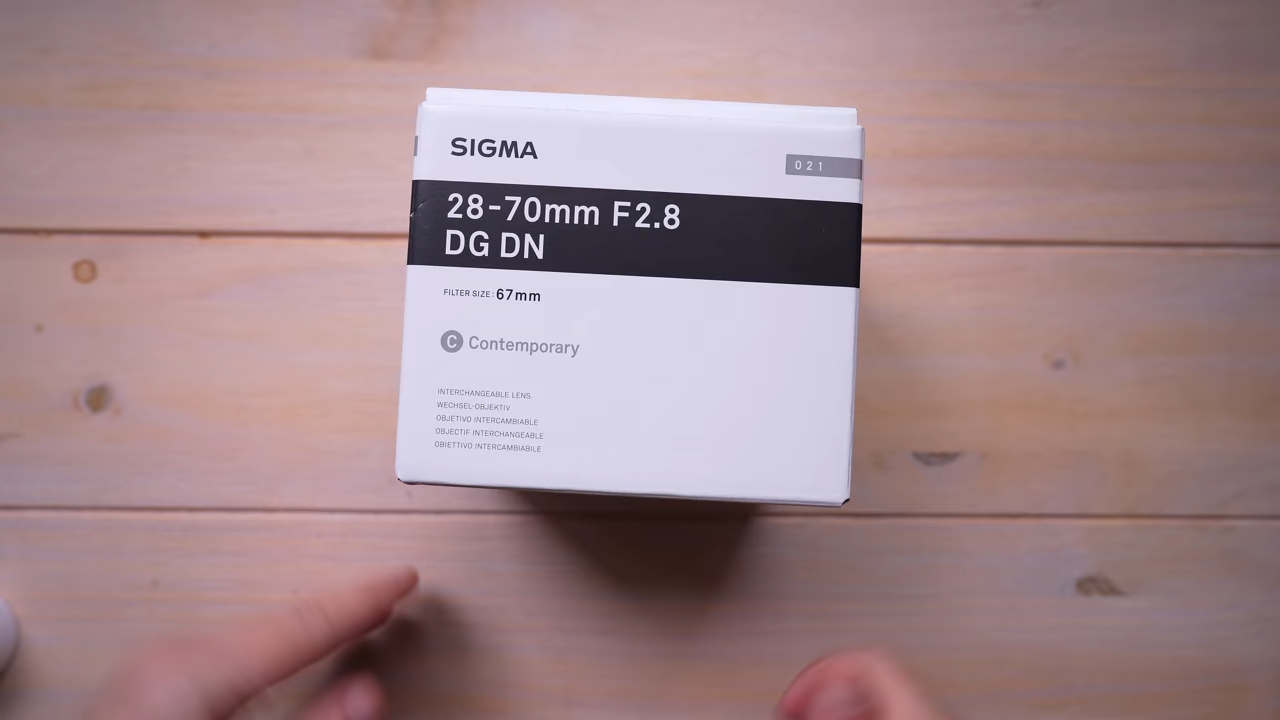 SIGMA
021
28-70mm F2.8
DG DN
FILTER SIZE: 67mm
C Contemporary
INTERCHANGEABLE LENS
WECHSEL-OBJEKTIV
OBJETIVO INTERCAMBIABLE
OBJECTIF INTERCHANGEABLE
OBIETTIVO INTERCAMBIABILE